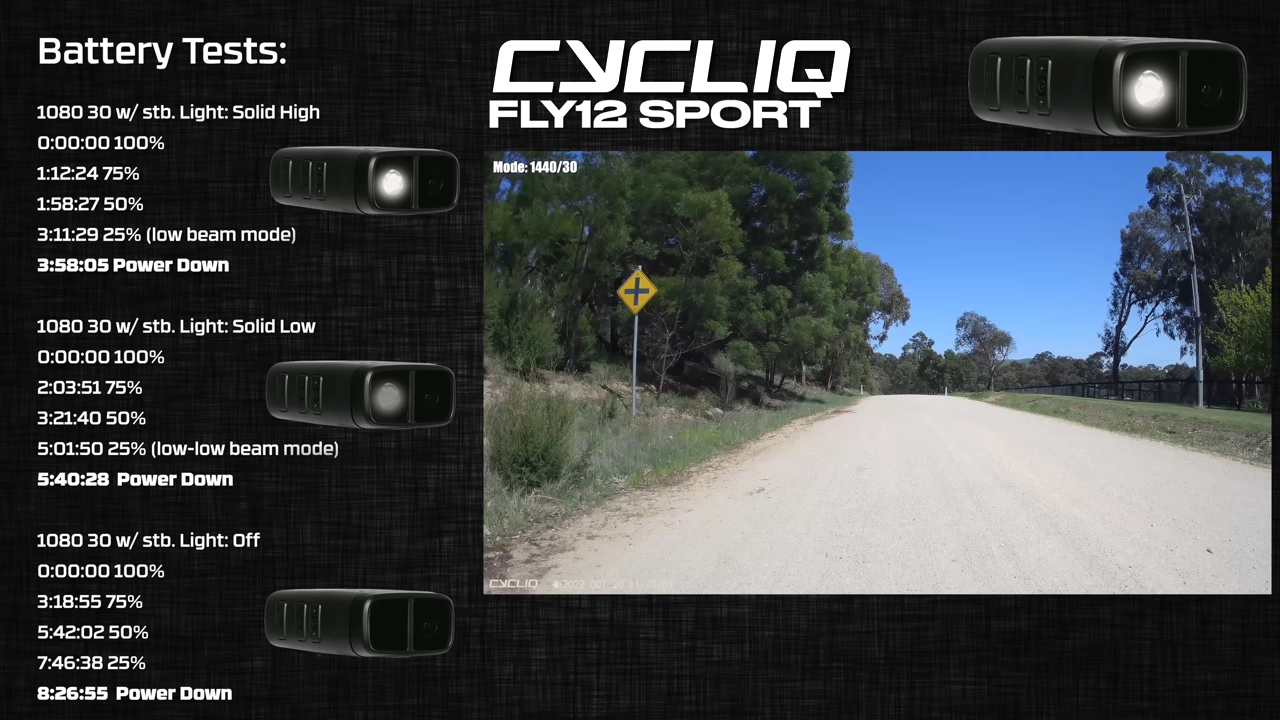 Battery Tests:
1080 30 w/ stb. Light: Solid High
0:00:00 100%
1:12:24 75%
1:58:27 50%
3:11:29 25% (low beam mode)
3:58:05 Power Down
1080 30 w/ stb. Light: Solid Low
0:00:00 100%
2:03:51 75%
3:21:40 50%
5:01:50 25% (low-low beam mode)
5:40:28 Power Down
1080 30 w/ stb. Light: Off
0:00:00 100%
3:18:55 75%
5:42:02 50%
7:46:38 25%
8:26:55 Power Down
CYCLIQ
FLY12 SPORT
Mode: 1440/30
CYCLIQ